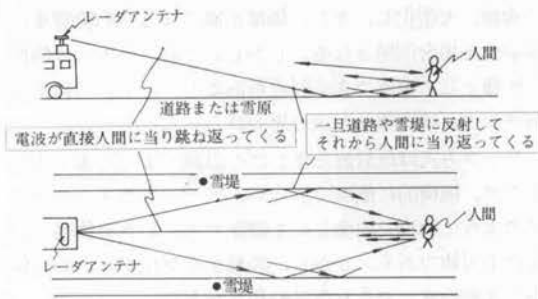 レーダアンテナ
人間
道路または雪原
電波が直接人間に当り跳ね返ってくる
一旦道路や雪堤に反射して
それから人間に当り返ってくる
●雪堤
人間
レーダアンテナ
●雪堤